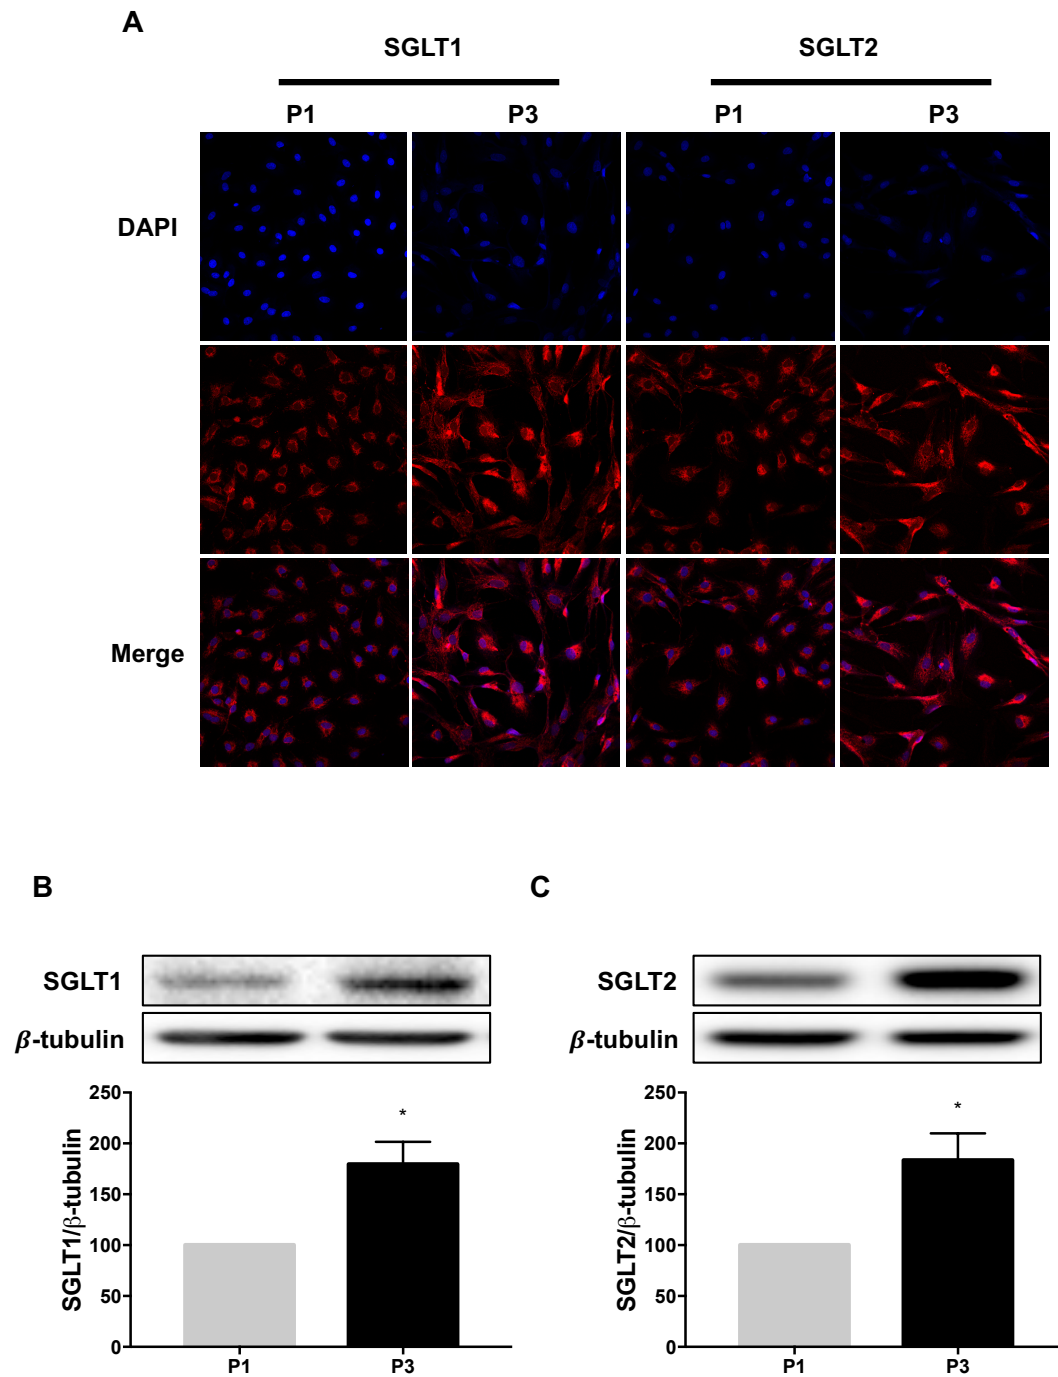 A
SGLT1 SGLT2
P1 P3 P1 P3
DAPI
Merge
B C
SGLT1
β-tubulin
SGLT1/β-tubulin
250
200
150
100
50
0
*
P1 P3
SGLT2
β-tubulin
SGLT2/β-tubulin
250
200
150
100
50
0
*
P1 P3